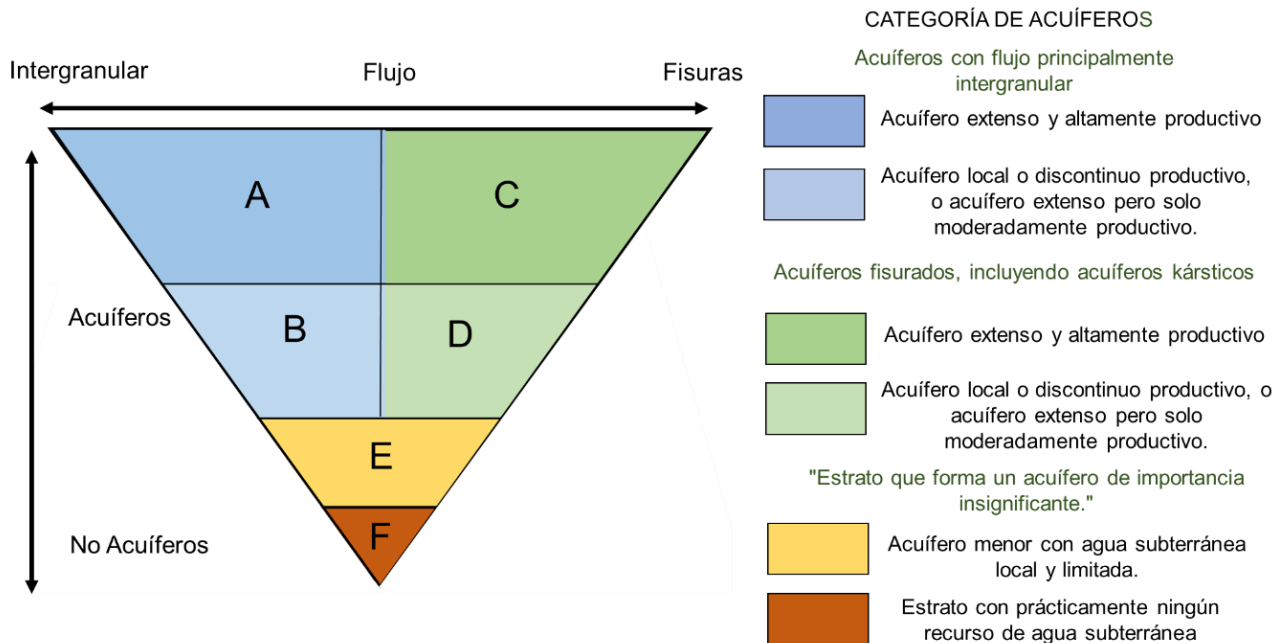 Intergranular
Flujo
Fisuras
A
C
Acuíferos
B
D
E
No Acuíferos
F
CATEGORÍA DE ACUÍFEROS
Acuíferos con flujo principalmente
intergranular
Acuífero extenso y altamente productivo
Acuífero local o discontinuo productivo,
o acuífero extenso pero solo
moderadamente productivo.
Acuíferos fisurados, incluyendo acuíferos kársticos
Acuífero extenso y altamente productivo
Acuífero local o discontinuo productivo, o
acuífero extenso pero solo
moderadamente productivo.
"Estrato que forma un acuífero de importancia
insignificante."
Acuífero menor con agua subterránea
local y limitada.
Estrato con prácticamente ningún
recurso de agua subterránea